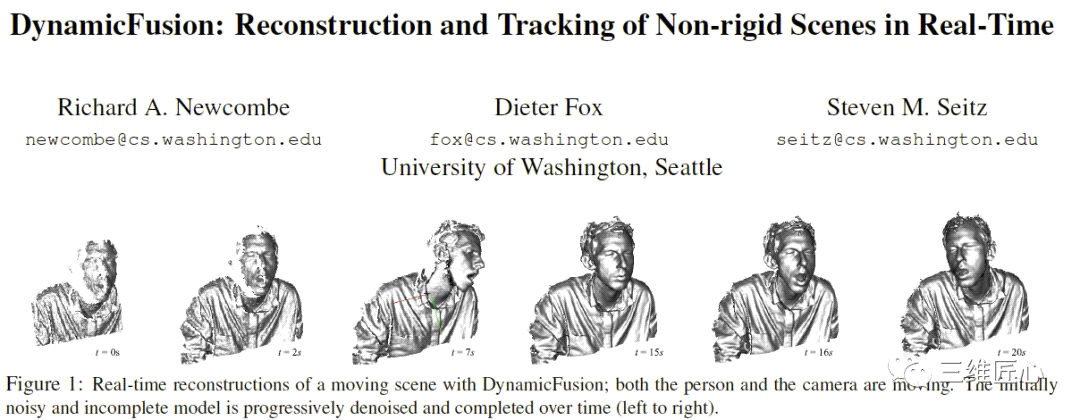 DynamicFusion: Reconstruction and Tracking of Non-rigid Scenes in Real-Time
Richard A. Newcombe
Dieter Fox
Steven M. Seitz
newcombe@cs.washington.edu
fox@cs.washington.edu
seitz@cs.washington.edu
University of Washington, Seattle
t = 0s
t = 2s
t = 7s
t = 15s
t = 16s
t = 20s
三维匠心
Figure 1: Real-time reconstructions of a moving scene with DynamicFusion; both the person and the camera are moving. The initially
noisy and incomplete model is progressively denoised and completed over time (left to right).